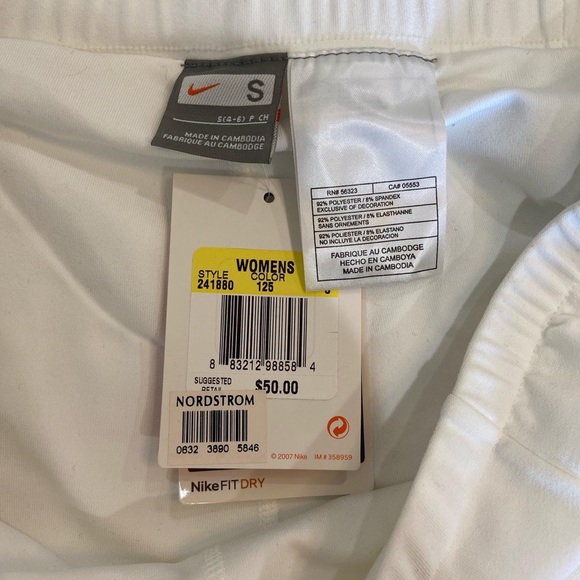 S
S(4-6) P CH
MADE IN CAMBODIA
FABRIQUE AU CAMBODGE
RN# 56323 CA# 05553
92% POLYESTER / 8% SPANDEX
EXCLUSIVE OF DECORATION
92% POLYESTER / 8% ELASTHANNE
SANS ORNEMENTS
92% POLIESTER / 8% ELASTANO
NO INCLUYE LA DECORACION
FABRIQUE AU CAMBODGE
HECHO EN CAMBOYA
MADE IN CAMBODIA
WOMENS
STYLE COLOR
241880 125
8 83212 98858 4
SUGGESTED
RETAIL $50.00
NORDSTROM
0632 3890 5846
© 2007 Nike IM # 358959
NikeFITDRY